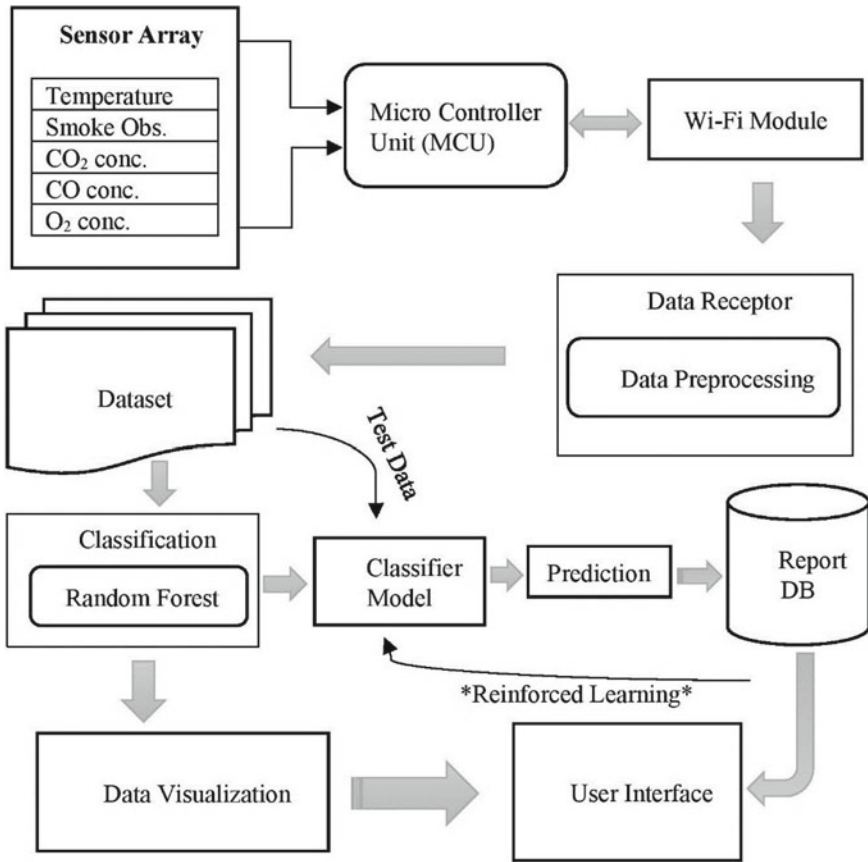 Sensor Array
Temperature
Smoke Obs.
CO₂ conc.
CO conc.
O₂ conc.
Micro Controller
Unit (MCU)
Wi-Fi Module
Data Receptor
Data Preprocessing
Dataset
Test Data
Classification
Random Forest
Classifier
Model
Prediction
Report
DB
*Reinforced Learning*
Data Visualization
User Interface